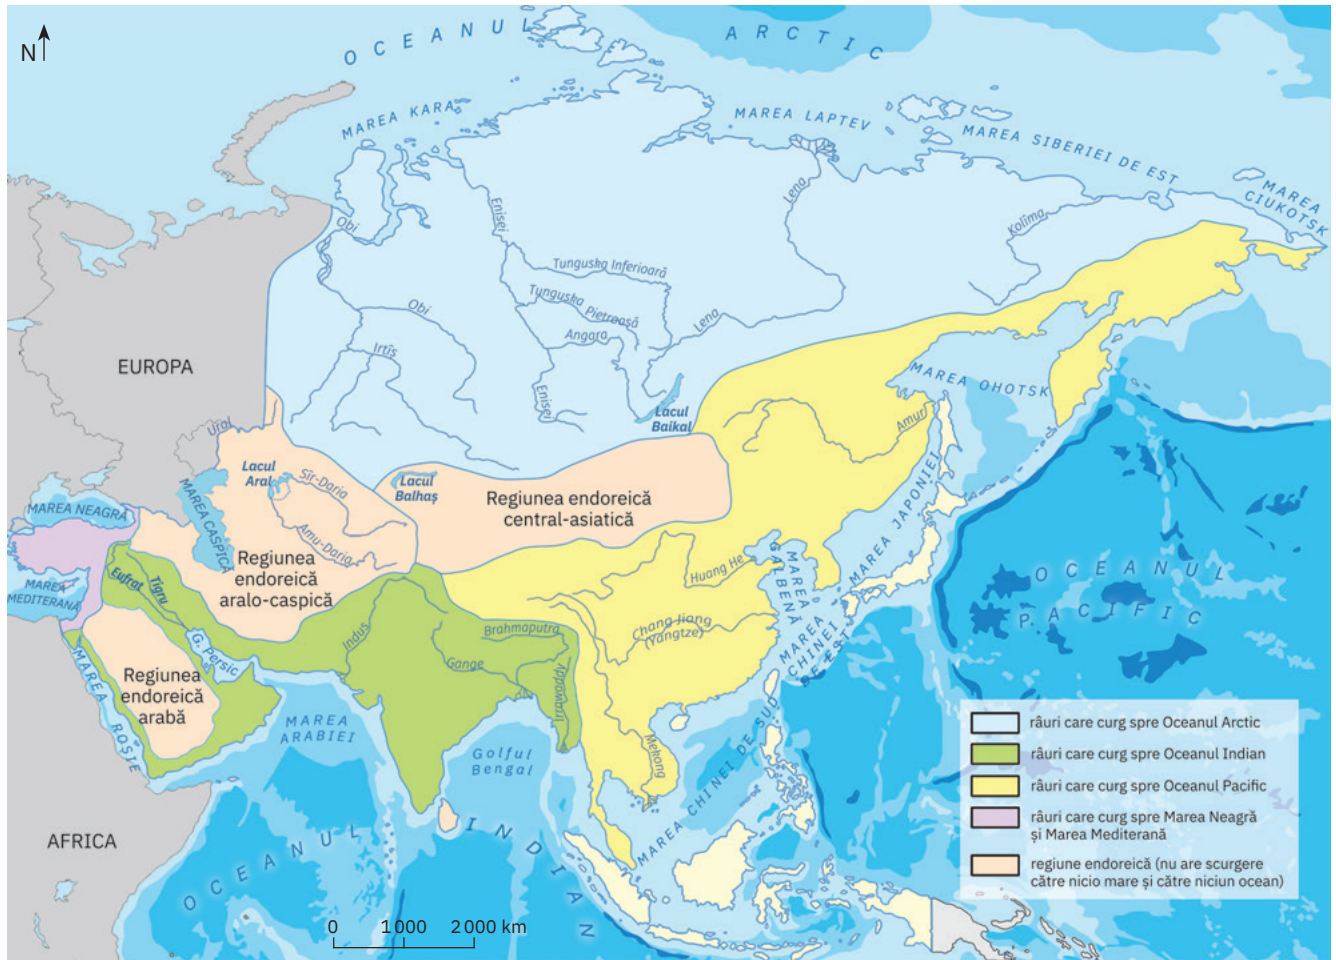 N
OCEANUL
ARCTIC
MAREA KARA
MAREA LAPTEV
MAREA SIBERIEI DE EST
MAREA
CIUKOTSK
Obi
Enisei
Lena
Kolîma
Tunguska Inferioară
Tunguska
Pietroasă
Obi
Lena
Angara
Irtîș
EUROPA
MAREA OHOTSK
Enisei
Lacul
Baikal
Amur
Ural
Lacul
Aral
Sîr-Daria
Lacul
Balhaș
Regiunea endoreică
central-asiatică
MAREA CASPICĂ
MAREA NEAGRĂ
Amu-Daria
Regiunea
endoreică
aralo-caspică
MAREA JAPONIEI
MAREA
GALBENĂ
Huang He
OCEANUL
PACIFIC
Eufrat
Tigru
MAREA
MEDITERANĂ
Chang Jiang
(Yangtze)
MAREA
CHINEI
DE EST
Indus
Brahmaputra
Gange
Irrawaddy
G. Persic
Regiunea
endoreică
arabă
MAREA ROȘIE
MAREA
ARABIEI
Golful
Bengal
Mekong
MAREA CHINEI DE SUD
râuri care curg spre Oceanul Arctic
râuri care curg spre Oceanul Indian
râuri care curg spre Oceanul Pacific
râuri care curg spre Marea Neagră
și Marea Mediterană
regiune endoreică (nu are scurgere
către nicio mare și către niciun ocean)
AFRICA
OCEANUL
INDIAN
0 1 000 2 000 km